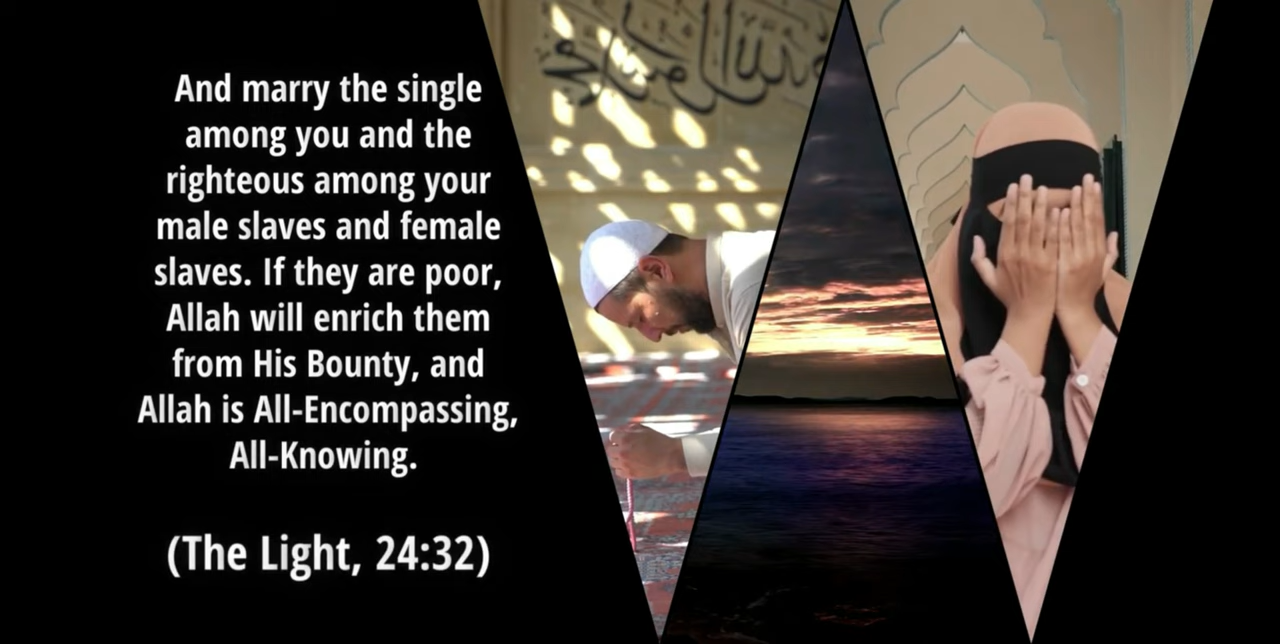 And marry the single
among you and the
righteous among your
male slaves and female
slaves. If they are poor,
Allah will enrich them
from His Bounty, and
Allah is All-Encompassing,
All-Knowing.
(The Light, 24:32)